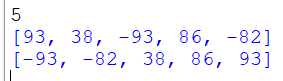 5
[93, 38, -93, 86, -82]
[-93, -82, 38, 86, 93]